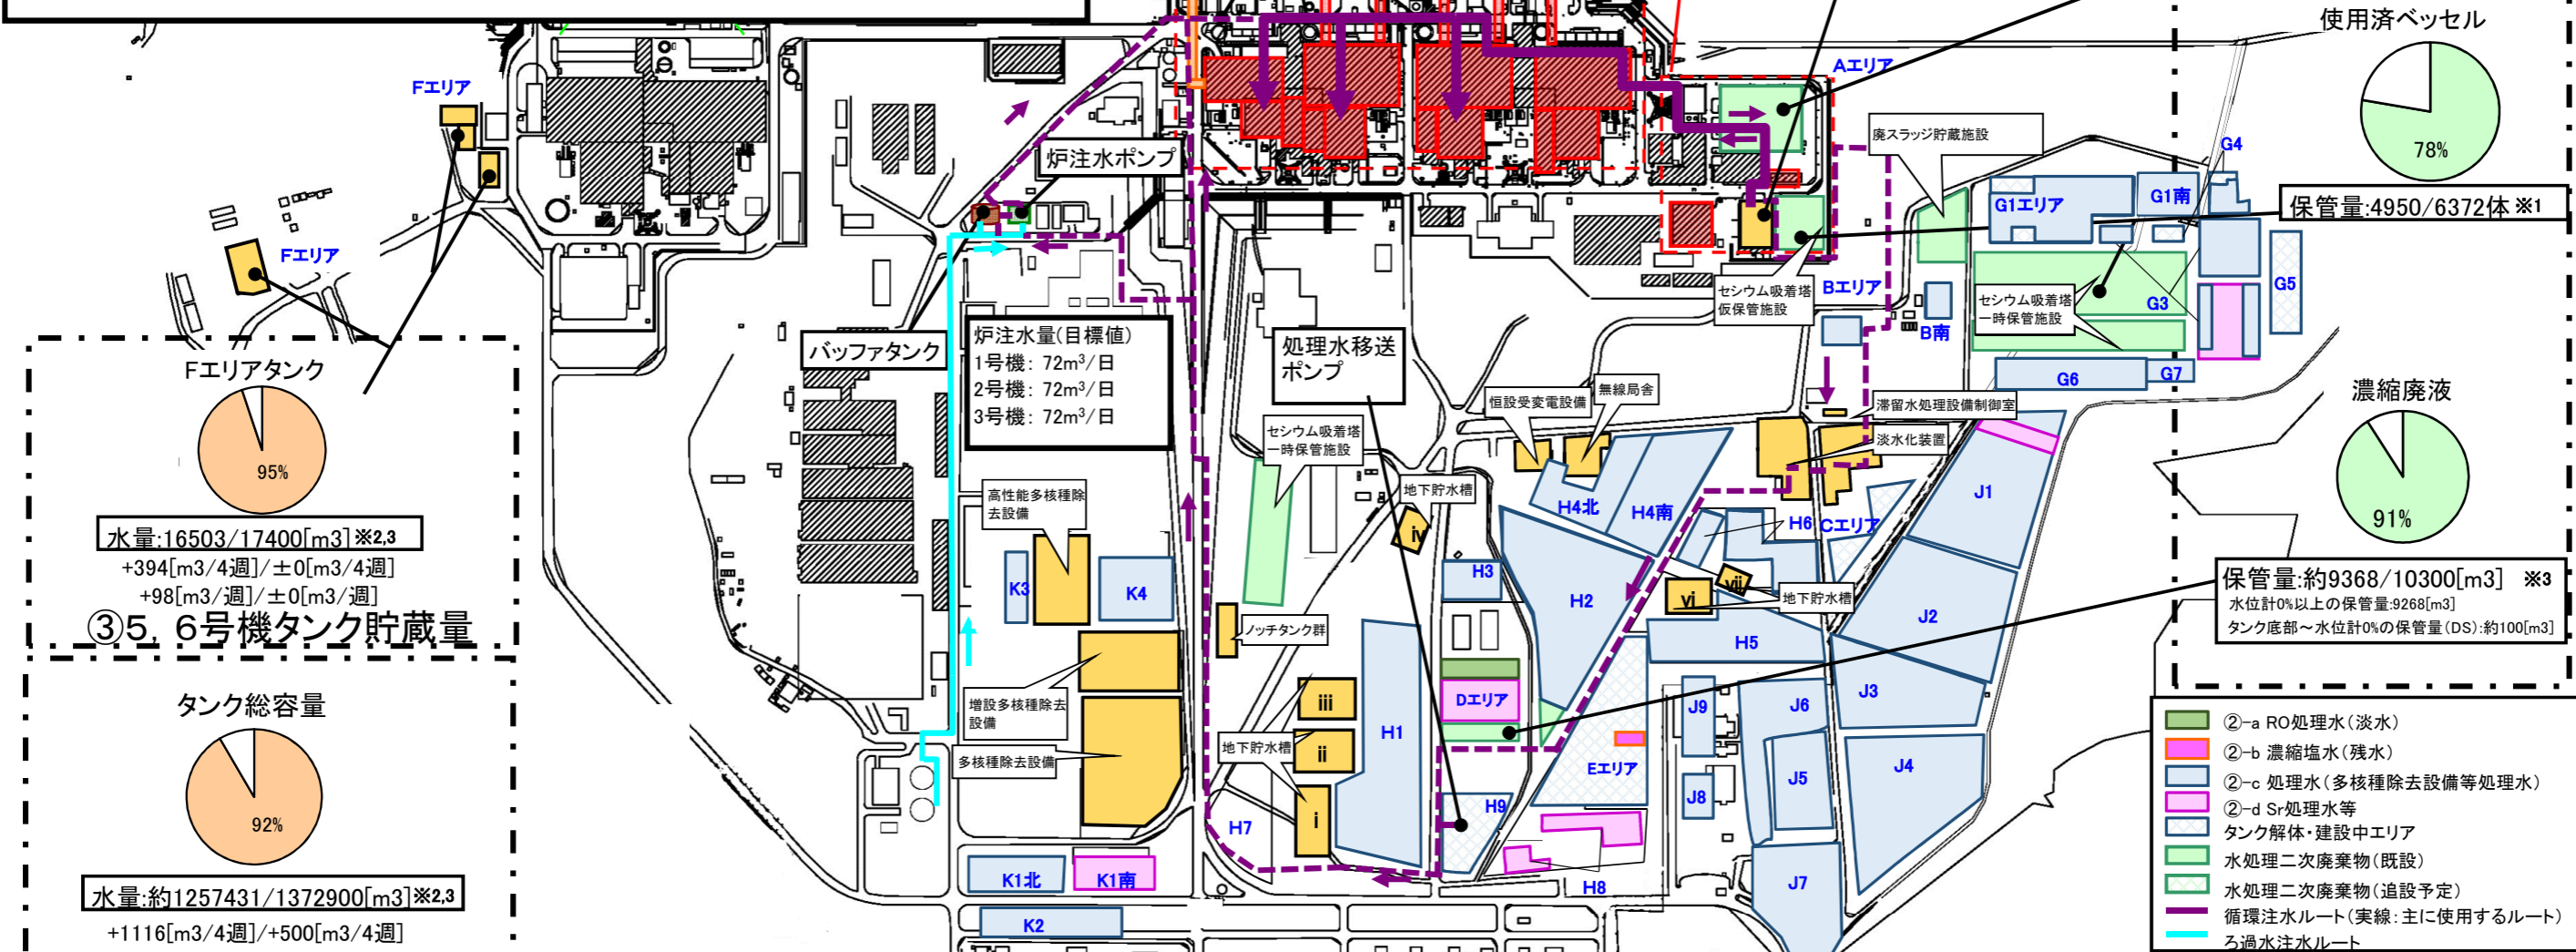 使用済ベッセル
78%
保管量:4950/6372体 ※1
Fエリア
Fエリア
Aエリア
廃スラッジ貯蔵施設
G4
G1エリア
G1南
炉注水ポンプ
セシウム吸着塔
仮保管施設
Bエリア
B南
セシウム吸着塔
一時保管施設
G3
G5
G6
G7
Fエリアタンク
95%
水量:16503/17400[m3]※2,3
+394[m3/4週]/±0[m3/4週]
+98[m3/週]/±0[m3/週]
③5, 6号機タンク貯蔵量
バッファタンク
炉注水量(目標値)
1号機: 72m³/日
2号機: 72m³/日
3号機: 72m³/日
処理水移送
ポンプ
恒設受変電設備
無線局舎
滞留水処理設備制御室
淡水化装置
濃縮廃液
91%
保管量:約9368/10300[m3] ※3
水位計0%以上の保管量:9268[m3]
タンク底部～水位計0%の保管量(DS):約100[m3]
セシウム吸着塔
一時保管施設
高性能多核種除
去設備
地下貯水槽
iv
H4北
H4南
H6
Cエリア
J1
K3
K4
H3
H2
vi
vii
地下貯水槽
J2
ノッチタンク群
H5
増設多核種除去
設備
多核種除去設備
地下貯水槽
iii
ii
i
H1
Dエリア
Eエリア
J9
J6
J3
J8
J5
J4
H7
H9
H8
J7
K1北
K1南
K2
タンク総容量
92%
水量:約1257431/1372900[m3]※2,3
+1116[m3/4週]/+500[m3/4週]
②-a RO処理水(淡水)
②-b 濃縮塩水(残水)
②-c 処理水(多核種除去設備等処理水)
②-d Sr処理水等
タンク解体・建設中エリア
水処理二次廃棄物(既設)
水処理二次廃棄物(追設予定)
循環注水ルート(実線:主に使用するルート)
ろ過水注水ルート